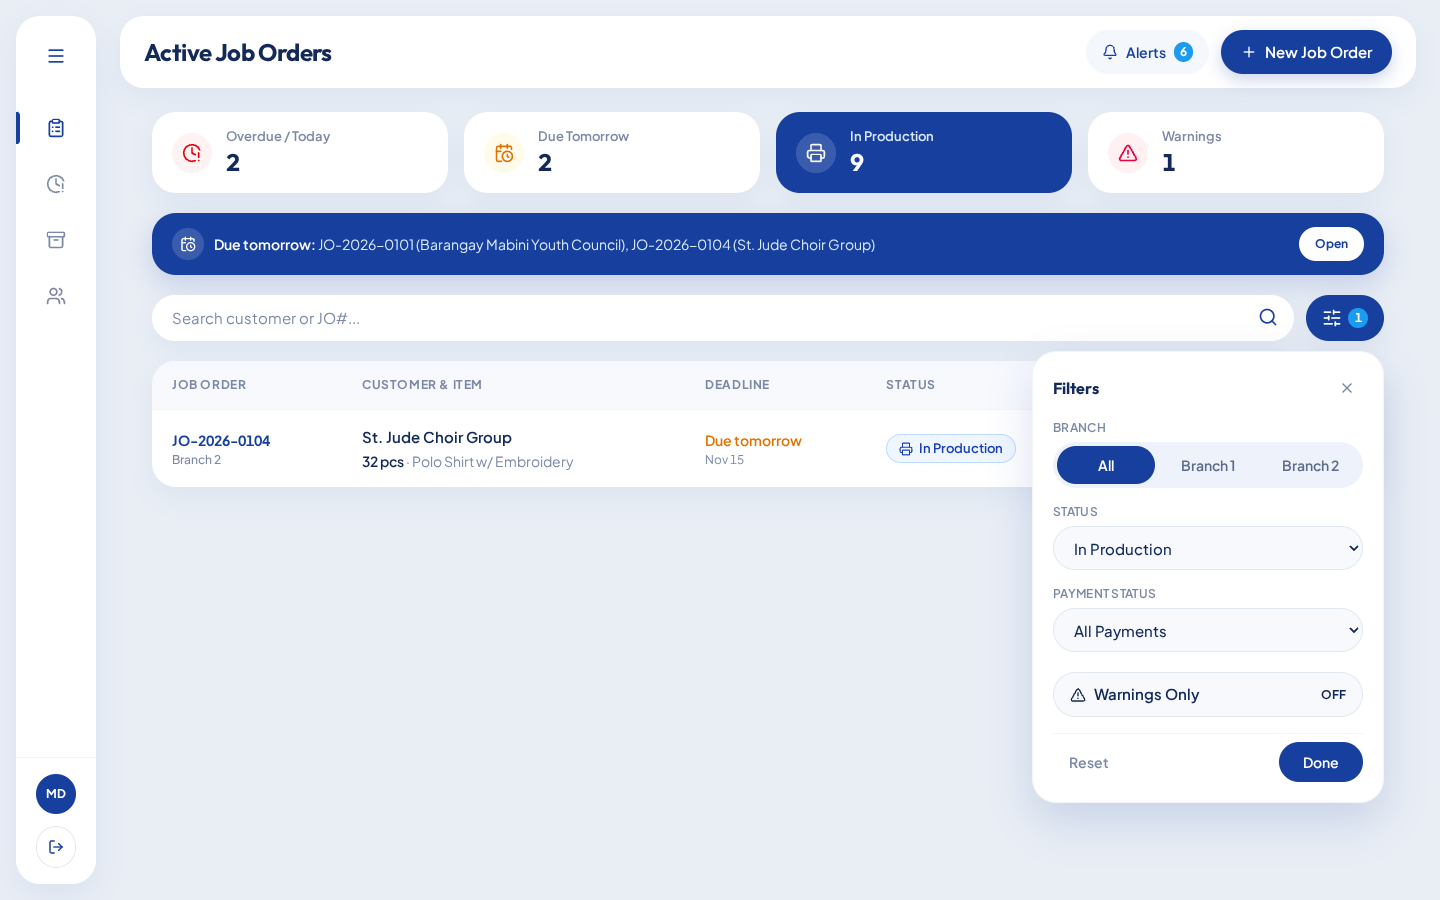 Active Job Orders
Alerts 6
New Job Order
Overdue / Today
2
Due Tomorrow
2
In Production
9
Warnings
1
Due tomorrow: JO-2026-0101 (Barangay Mabini Youth Council), JO-2026-0104 (St. Jude Choir Group)
Open
Search customer or JO#...
1
JOB ORDER CUSTOMER & ITEM DEADLINE STATUS
JO-2026-0104
Branch 2
St. Jude Choir Group
32 pcs · Polo Shirt w/ Embroidery
Due tomorrow
Nov 15
In Production
Filters
BRANCH
All Branch 1 Branch 2
STATUS
In Production
PAYMENT STATUS
All Payments
Warnings Only OFF
Reset Done
MD